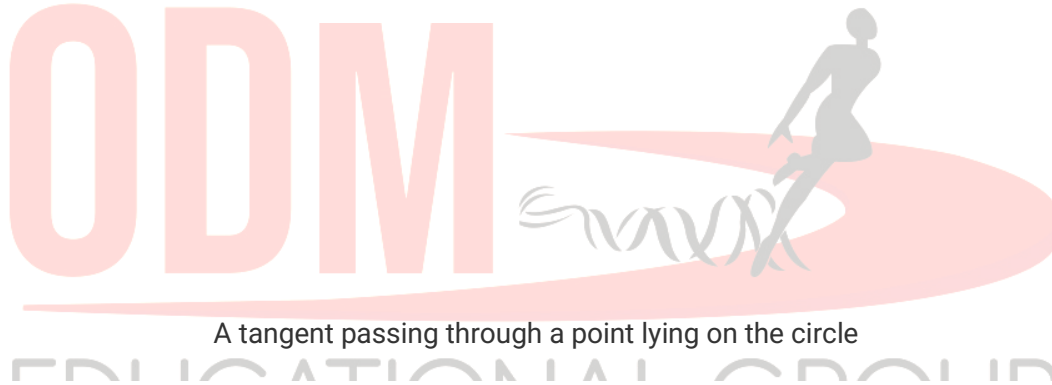 ODM
A tangent passing through a point lying on the circle
EDUCATIONAL GROUP